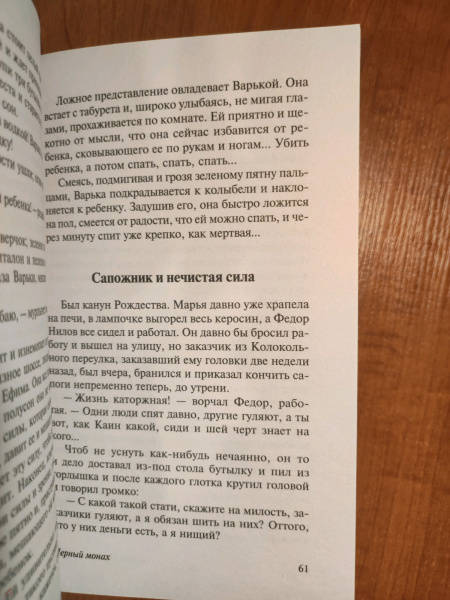 Ложное представление овладевает Варькой. Она
встает с табурета и, широко улыбаясь, не мигая гла-
зами, прохаживается по комнате. Ей приятно и ще-
котно от мысли, что она сейчас избавится от ре-
бенка, сковывающего ее по рукам и ногам... Убить
ребенка, а потом спать, спать, спать...
Смеясь, подмигивая и грозя зеленому пятну паль-
цами, Варька подкрадывается к колыбели и накло-
няется к ребенку. Задушив его, она быстро ложится
на пол, смеется от радости, что ей можно спать, и че-
рез минуту спит уже крепко, как мертвая...
Сапожник и нечистая сила
Был канун Рождества. Марья давно уже храпела
на печи, в лампочке выгорел весь керосин, а Федор
Нилов все сидел и работал. Он давно бы бросил ра-
боту и вышел на улицу, но заказчик из Колоколь-
ного переулка, заказавший ему головки две недели
назад, был вчера, бранился и приказал кончить са-
поги непременно теперь, до утрени.
— Жизнь каторжная! — ворчал Федор, рабо-
тая. — Одни люди спят давно, другие гуляют, а ты
вот, как Каин какой, сиди и шей черт знает на
кого...
Чтоб не уснуть как-нибудь нечаянно, он то
и дело доставал из-под стола бутылку и пил из
горлышка и после каждого глотка крутил головой
и говорил громко:
— С какой такой стати, скажите на милость, за-
казчики гуляют, а я обязан шить на них? Оттого,
что у них деньги есть, а я нищий?
Черный монах
61